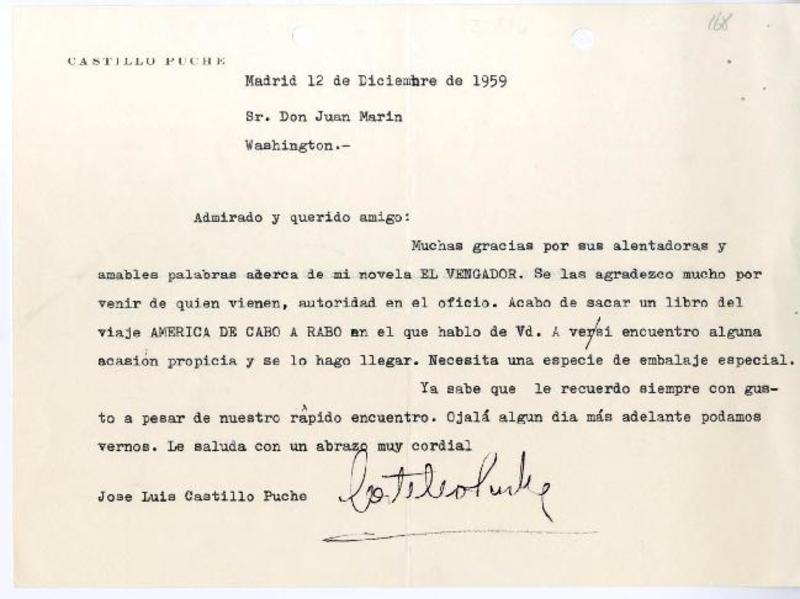 168
CASTILLO PUCHE
Madrid 12 de Diciembre de 1959
Sr. Don Juan Marin
Washington.-
Admirado y querido amigo:
Muchas gracias por sus alentadoras y
amables palabras acerca de mi novela EL VENGADOR. Se las agradezco mucho por
venir de quien vienen, autoridad en el oficio. Acabo de sacar un libro del
viaje AMERICA DE CABO A RABO en el que hablo de Vd. A ver/si encuentro alguna
acasión propicia y se lo hago llegar. Necesita una especie de embalaje especial.
Ya sabe que le recuerdo siempre con gus-
to a pesar de nuestro rápido encuentro. Ojalá algun dia más adelante podamos
vernos. Le saluda con un abrazo muy cordial
Jose Luis Castillo Puche Castillo Puche